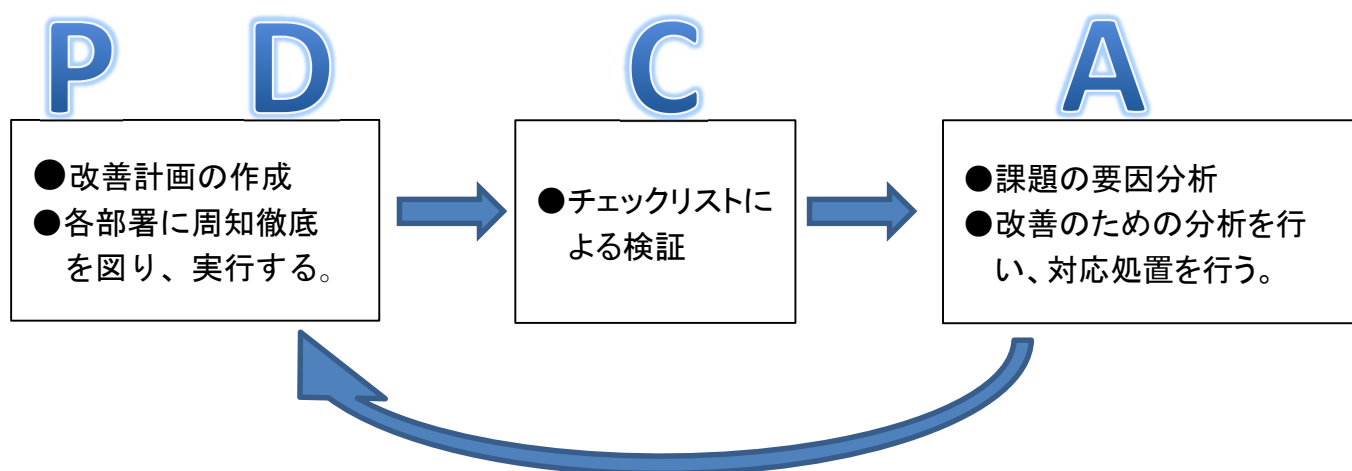 P D C A
●改善計画の作成
●各部署に周知徹底
を図り、実行する。
●チェックリストに
よる検証
●課題の要因分析
●改善のための分析を行
い、対応処置を行う。